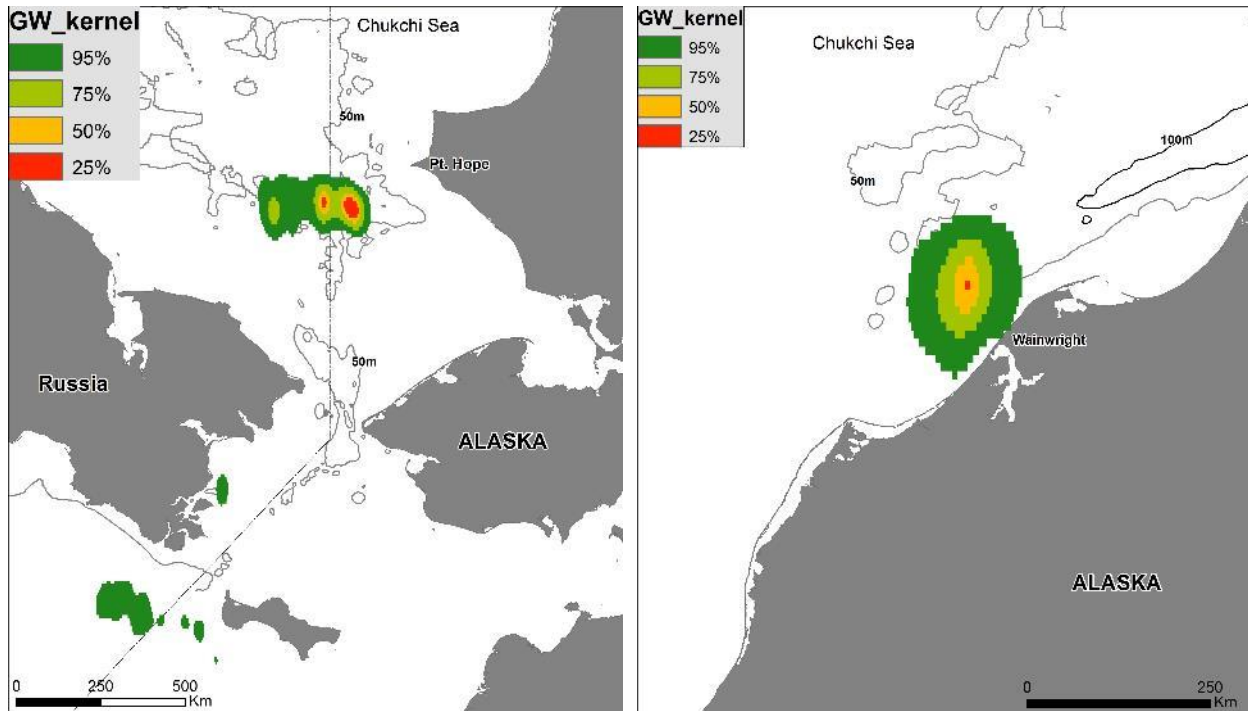 GW_kernel
95%
75%
50%
25%
Chukchi Sea
50m
Pt. Hope
50m
Russia
ALASKA
0 250 500
Km
GW_kernel
95%
75%
50%
25%
Chukchi Sea
100m
50m
Wainwright
ALASKA
0 250
Km